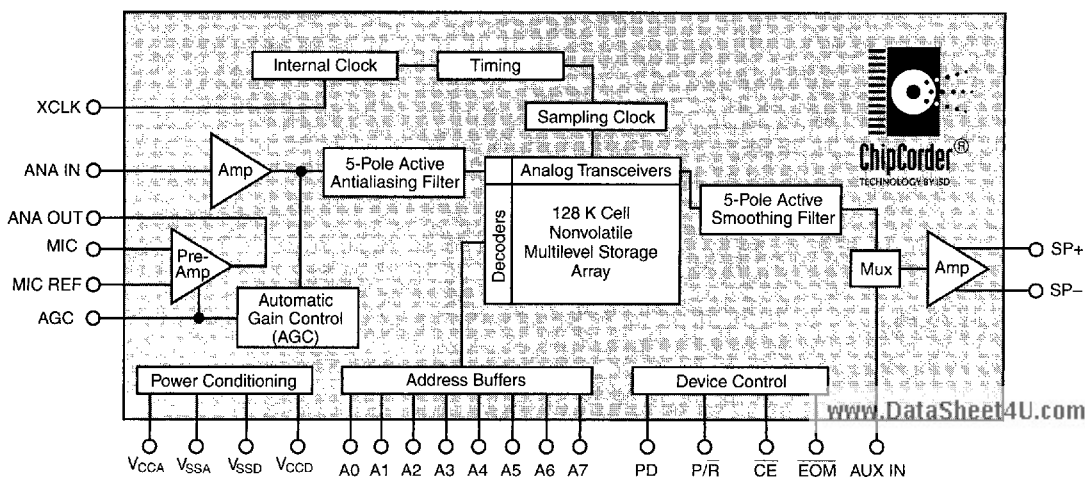 Internal Clock
Timing
XCLK
Sampling Clock
ChipCorder®
TECHNOLOGY BY ISD
ANA IN
Amp
5-Pole Active
Antialiasing Filter
Analog Transceivers
Decoders
128 K Cell
Nonvolatile
Multilevel Storage
Array
5-Pole Active
Smoothing Filter
ANA OUT
MIC
Pre-
Amp
MIC REF
AGC
Automatic
Gain Control
(AGC)
Mux
Amp
SP+
SP–
Power Conditioning
Address Buffers
Device Control
www.DataSheet4U.com
VCCA
VSSA
VSSD
VCCD
A0
A1
A2
A3
A4
A5
A6
A7
PD
P/R̅
C̅E̅
E̅O̅M̅
AUX IN